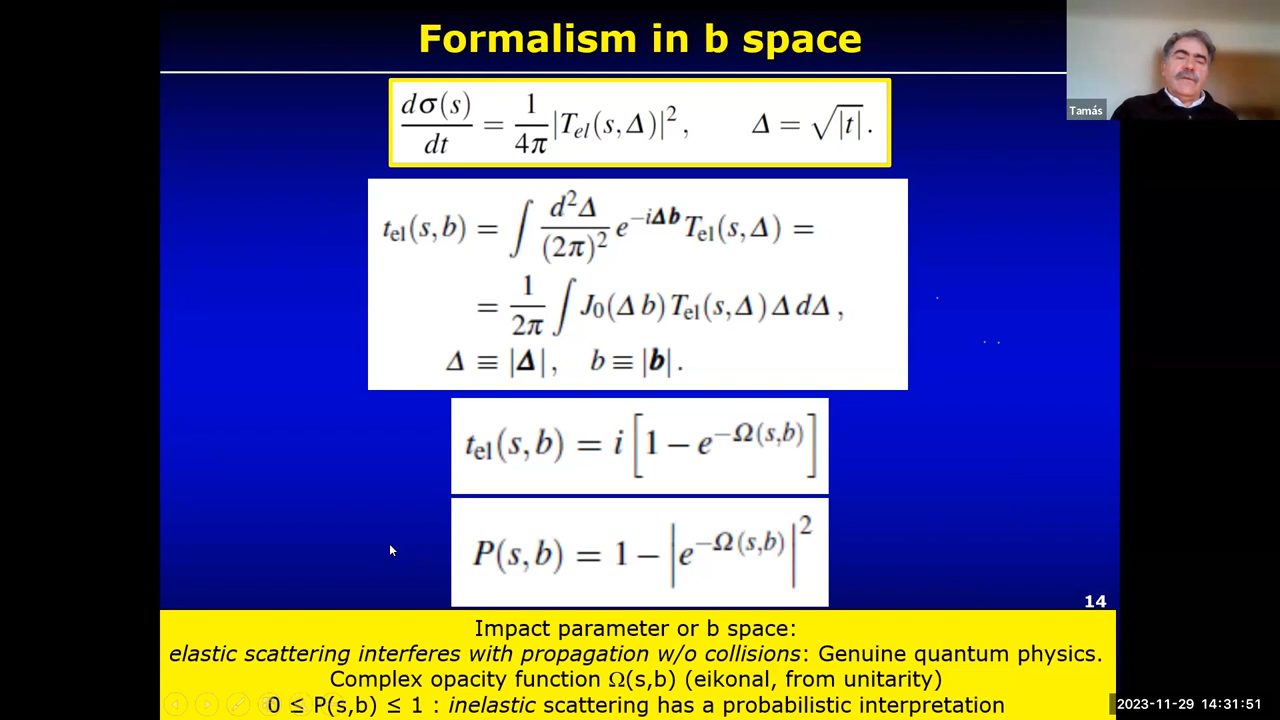 Formalism in b space
Tamás
dσ(s)/dt = 1/4π |T_el(s,Δ)|², Δ = √|t|.
t_el(s,b) = ∫ d²Δ/(2π)² e^{-iΔb} T_el(s,Δ) =
= 1/2π ∫ J₀(Δ b) T_el(s,Δ) Δ dΔ ,
Δ ≡ |Δ|, b ≡ |b|.
t_el(s,b) = i [1 − e^{−Ω(s,b)}]
P(s,b) = 1 − |e^{−Ω(s,b)}|²
14
Impact parameter or b space:
elastic scattering interferes with propagation w/o collisions: Genuine quantum physics.
Complex opacity function Ω(s,b) (eikonal, from unitarity)
0 ≤ P(s,b) ≤ 1 : inelastic scattering has a probabilistic interpretation
2023-11-29 14:31:51